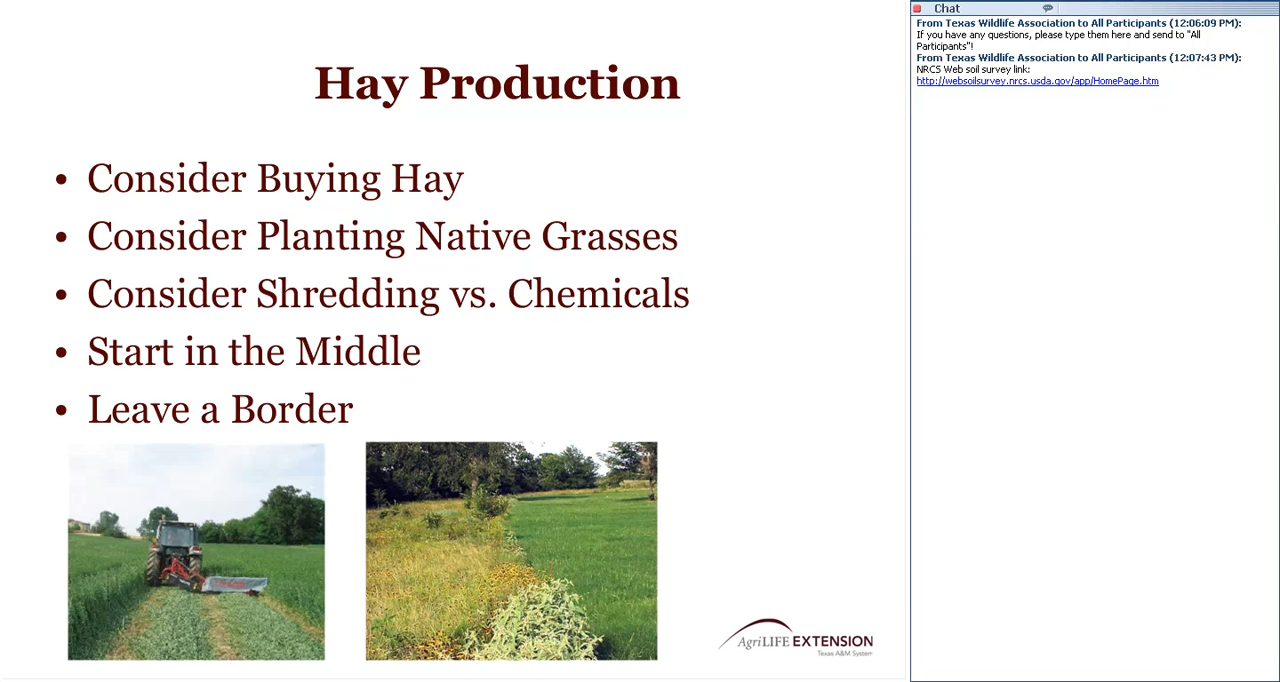 Hay Production
• Consider Buying Hay
• Consider Planting Native Grasses
• Consider Shredding vs. Chemicals
• Start in the Middle
• Leave a Border
AgriLIFE EXTENSION
Texas A&M System
Chat
From Texas Wildlife Association to All Participants (12:06:09 PM):
If you have any questions, please type them here and send to "All
Participants"!
From Texas Wildlife Association to All Participants (12:07:43 PM):
NRCS Web soil survey link:
http://websoilsurvey.nrcs.usda.gov/app/HomePage.htm